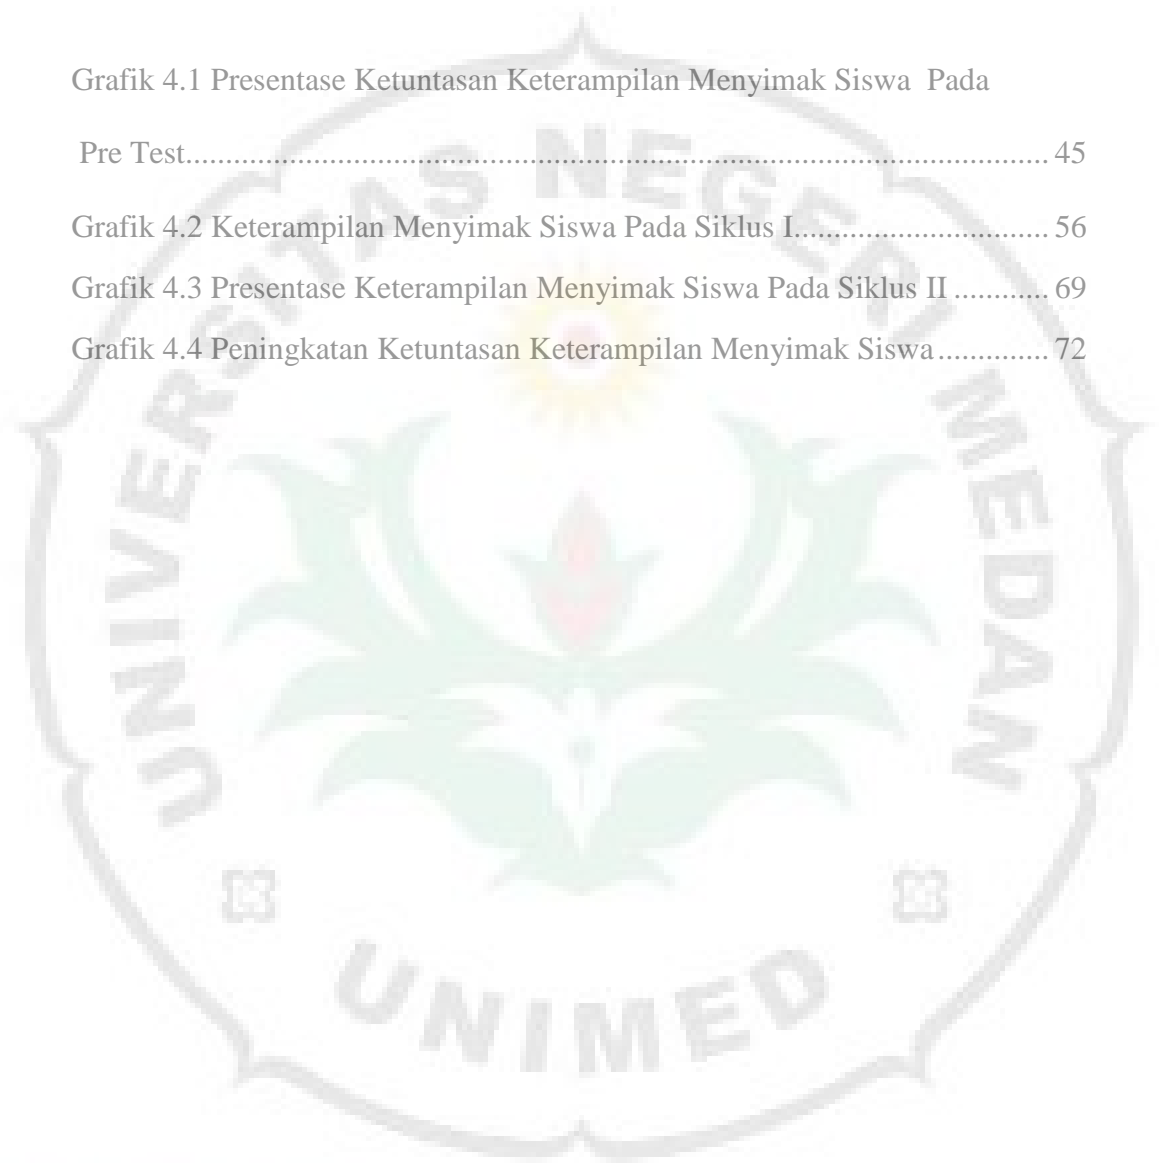 Grafik 4.1 Presentase Ketuntasan Keterampilan Menyimak Siswa  Pada
Pre Test............................................................................................................ 45
Grafik 4.2 Keterampilan Menyimak Siswa Pada Siklus I................................ 56
Grafik 4.3 Presentase Keterampilan Menyimak Siswa Pada Siklus II ............ 69
Grafik 4.4 Peningkatan Ketuntasan Keterampilan Menyimak Siswa.............. 72
UNIVERSITAS NEGERI MEDAN
UNIMED